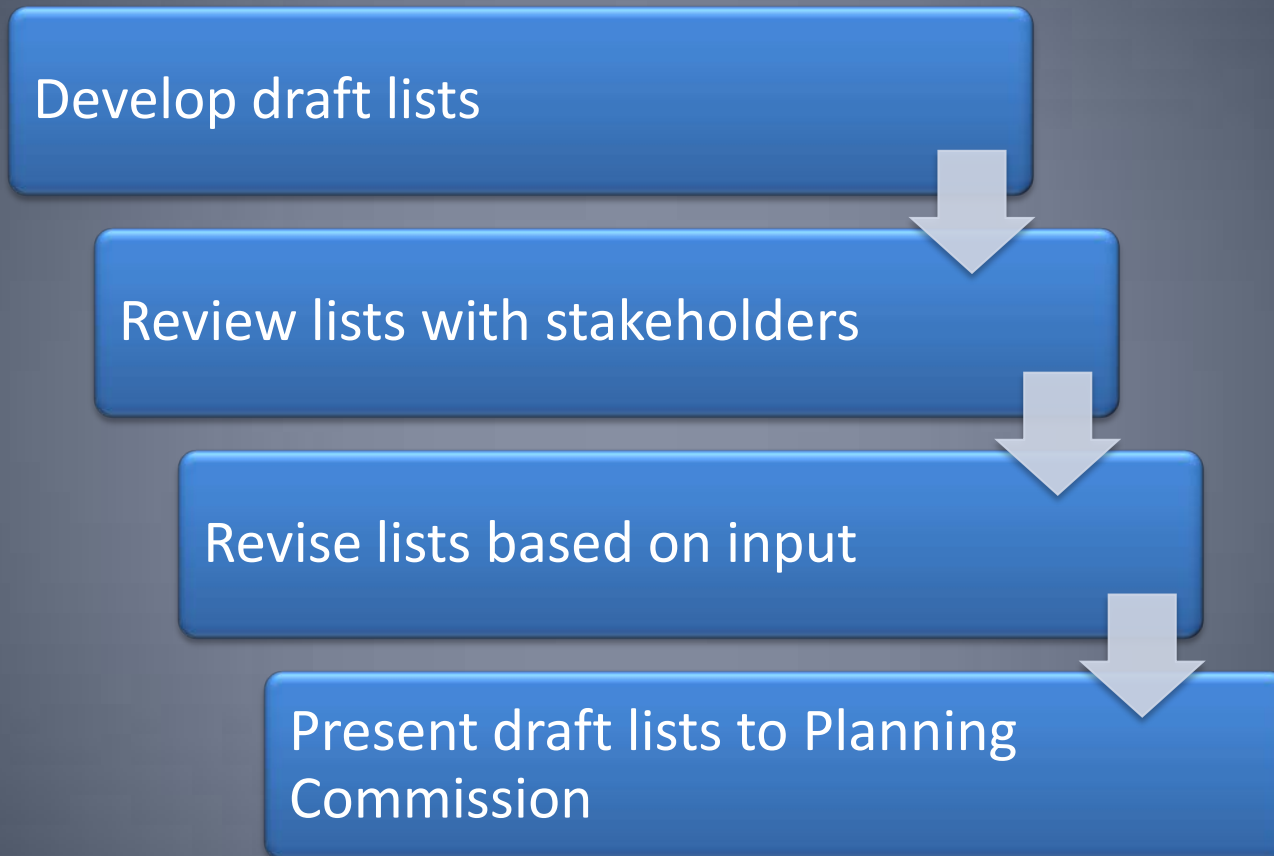 Develop draft lists
Review lists with stakeholders
Revise lists based on input
Present draft lists to Planning
Commission